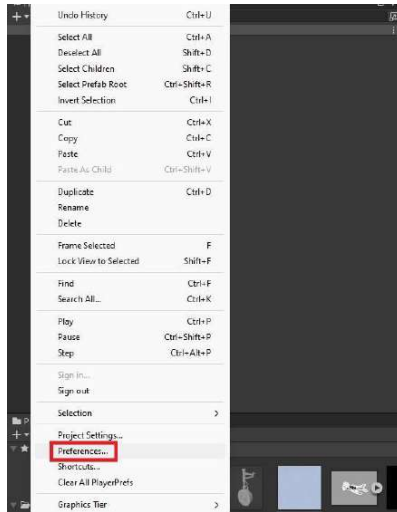 Undo History Ctrl+U
Select All Ctrl+A
Deselect All Shift+D
Select Children Shift+C
Select Prefab Root Ctrl+Shift+R
Invert Selection Ctrl+I
Cut Ctrl+X
Copy Ctrl+C
Paste Ctrl+V
Paste As Child Ctrl+Shift+V
Duplicate Ctrl+D
Rename
Delete
Frame Selected F
Lock View to Selected Shift+F
Find Ctrl+F
Search All... Ctrl+K
Play Ctrl+P
Pause Ctrl+Shift+P
Step Ctrl+Alt+P
Sign in...
Sign out
Selection >
P
Project Settings...
Preferences...
Shortcuts...
Clear All PlayerPrefs
Graphics Tier >